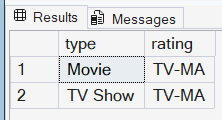 Results Messages
type rating
1 Movie TV-MA
2 TV Show TV-MA